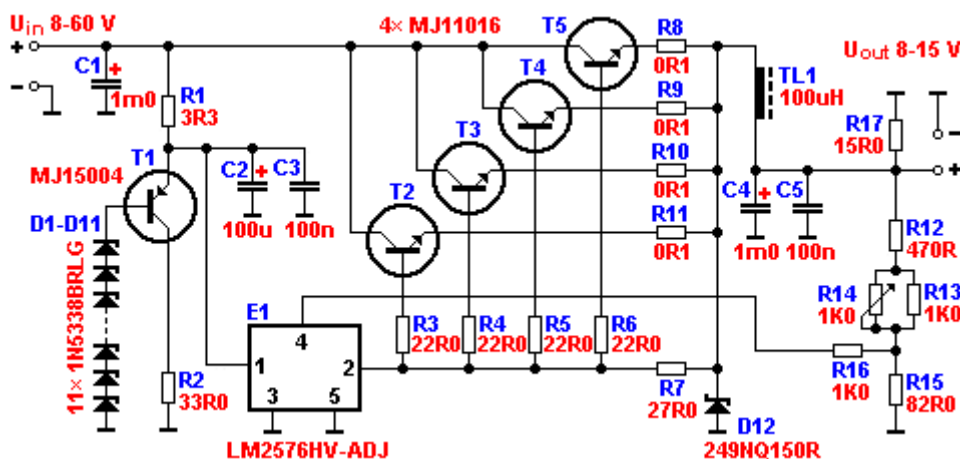 U in 8-60 V
+
-
C1
+
1m0
R1
3R3
T1
MJ15004
D1-D11
11× 1N5338BRLG
R2
33R0
C2
+
100u
C3
100n
4× MJ11016
T5
T4
T3
T2
R8
0R1
R9
0R1
R10
0R1
R11
0R1
TL1
100uH
U out 8-15 V
R17
15R0
-
+
C4
+
1m0
C5
100n
R12
470R
R14
1K0
R13
1K0
R16
1K0
R15
82R0
E1
4
1
2
3
5
LM2576HV-ADJ
R3
22R0
R4
22R0
R5
22R0
R6
22R0
R7
27R0
D12
249NQ150R